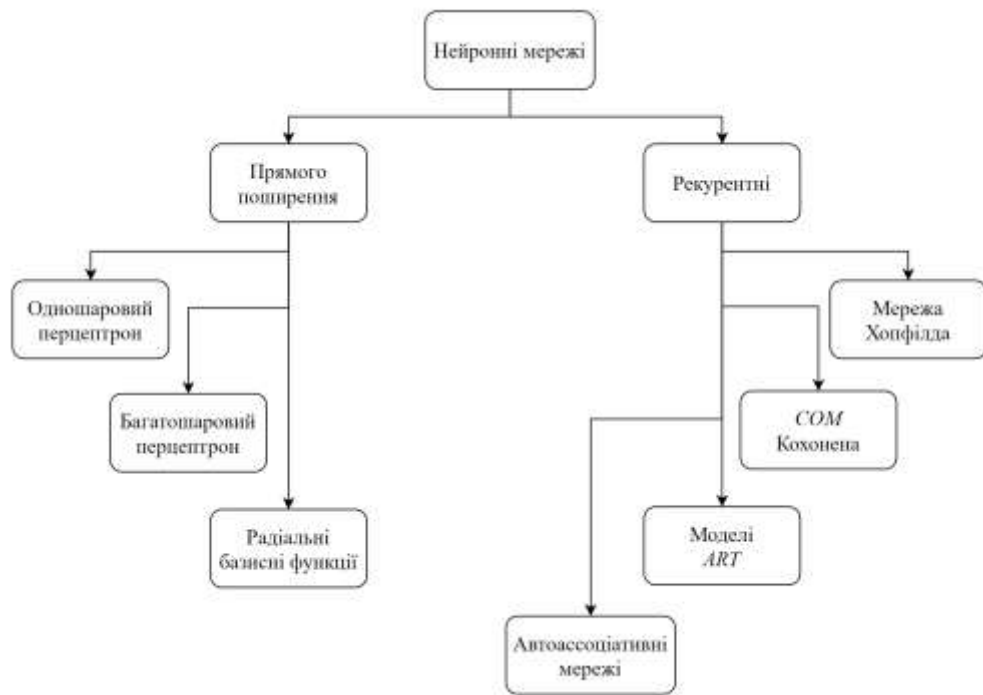 Нейронні мережі
Прямого
поширення
Рекурентні
Одношаровий
перцептрон
Мережа
Хопфілда
Багатошаровий
перцептрон
СОМ
Кохонена
Радіальні
базисні функції
Моделі
ART
Автоассоціативні
мережі